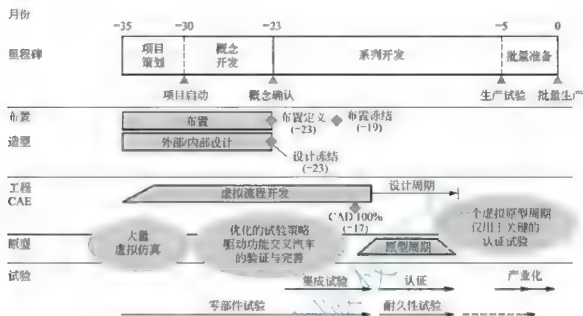 月份
-35 -30 -23 -5 0
里程碑
项目策划 概念开发 系列开发 批量准备
项目启动 概念确认 生产试验 批量生产
布置
布置 布置定义 (-23) 布置冻结 (-19)
造型
外部/内部设计
设计冻结 (-23)
工程 CAE
虚拟流程开发 设计周期
CAD 100% (-17)
原型
大量虚拟仿真
优化的试验策略
驱动功能交叉汽车
的验证与完善
原型周期
一个虚拟原型周期
仅用于关键的
认证试验
试验
集成试验 认证 产业化
零部件试验 耐久性试验